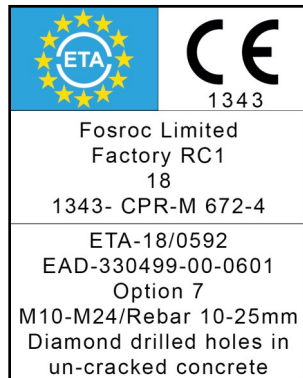 ETA
CE
1343
Fosroc Limited
Factory RC1
18
1343- CPR-M 672-4
ETA-18/0592
EAD-330499-00-0601
Option 7
M10-M24/Rebar 10-25mm
Diamond drilled holes in
un-cracked concrete